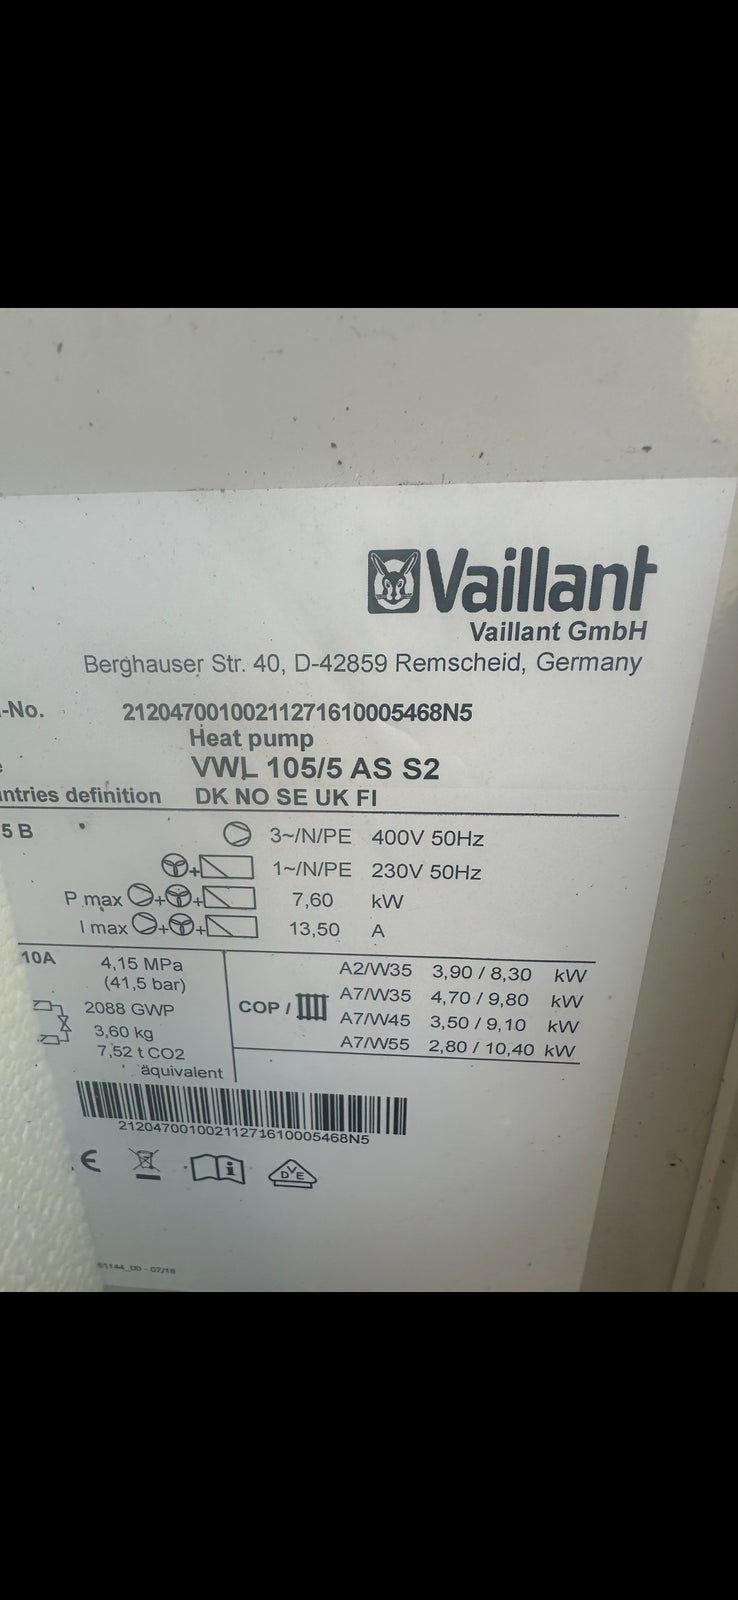 Vaillant
Vaillant GmbH
Berghauser Str. 40, D-42859 Remscheid, Germany
-No. 21204700100211271610005468N5
Heat pump
VWL 105/5 AS S2
ntries definition DK NO SE UK FI
5 B 3~/N/PE 400V 50Hz
+ 1~/N/PE 230V 50Hz
P max + + 7,60 kW
I max + + 13,50 A
10A 4,15 MPa
(41,5 bar)
2088 GWP
3,60 kg
7,52 t CO2
äquivalent
COP /
A2/W35 3,90 / 8,30 kW
A7/W35 4,70 / 9,80 kW
A7/W45 3,50 / 9,10 kW
A7/W55 2,80 / 10,40 kW
21204700100211271610005468N5
CE
i
DVE